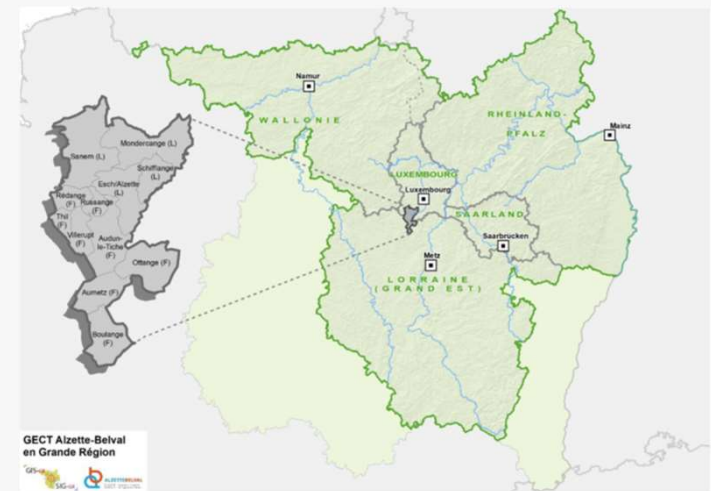 Namur
WALLONIE
RHEINLAND-
PFALZ
Mainz
LUXEMBOURG
Luxembourg
SAARLAND
Saarbrücken
Metz
LORRAINE
(GRAND EST)
Mondercange (L)
Sanem (L)
Schifflange
(L)
Esch/Alzette
(L)
Rédange
(F)
Russange
(F)
Thil
(F)
Villerupt
(F)
Audun-
le-Tiche
(F)
Ottange (F)
Aumetz (F)
Boulange
(F)
GECT Alzette-Belval
en Grande Région
GIS-GR
SIG-GR
ALZETTEBELVAL